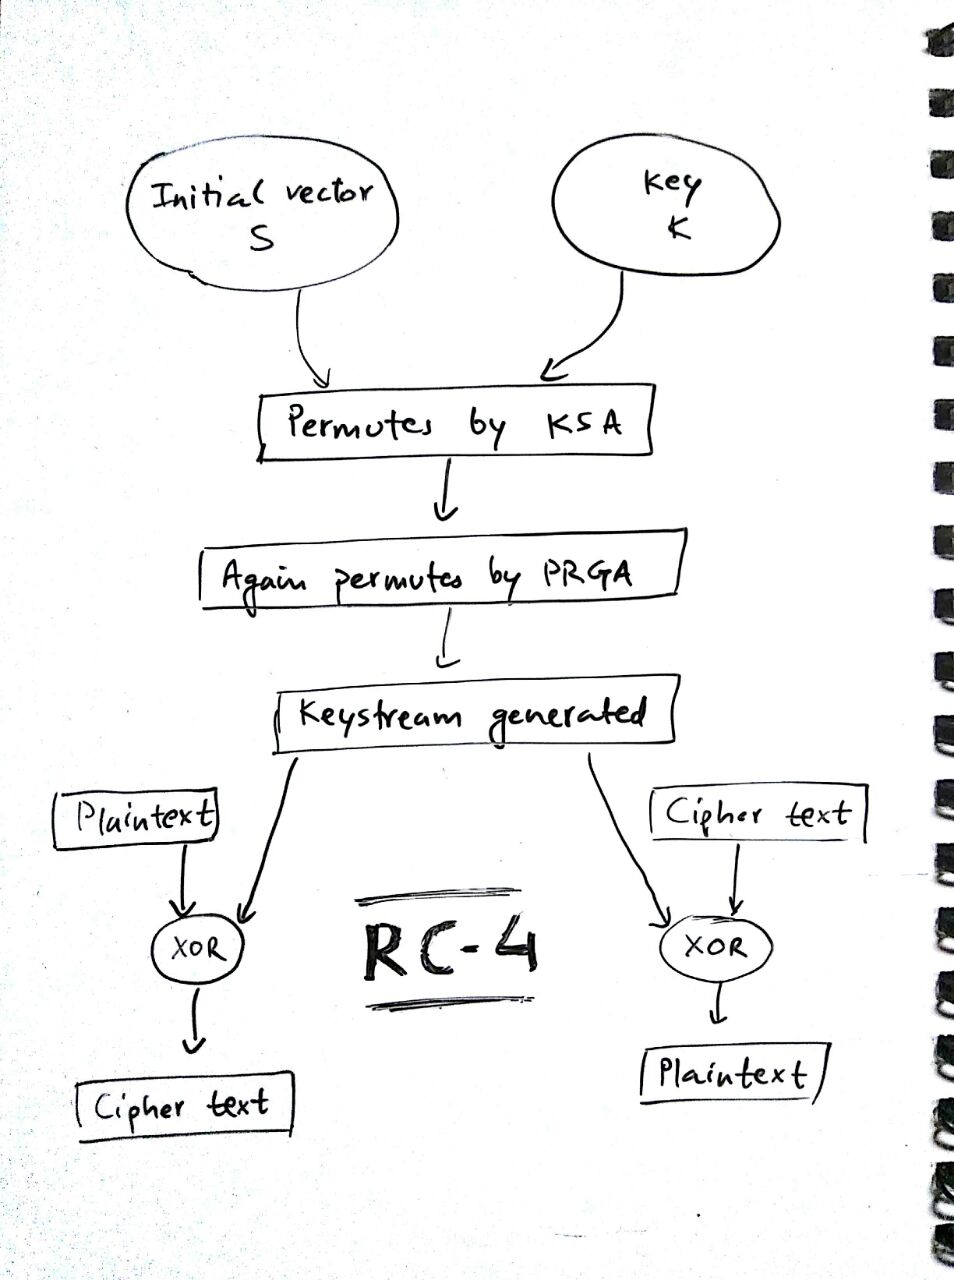 Initial vector
S
Key
K
Permutes by KSA
Again permutes by PRGA
Keystream generated
Plaintext
Cipher text
XOR
RC-4
XOR
Cipher text
Plaintext